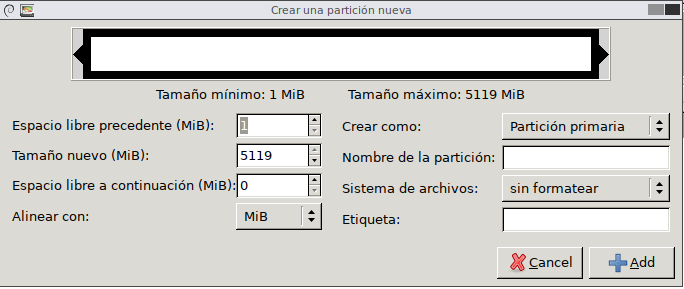 Crear una partición nueva
Tamaño mínimo: 1 MiB Tamaño máximo: 5119 MiB
Espacio libre precedente (MiB): 1 Crear como: Partición primaria
Tamaño nuevo (MiB): 5119 Nombre de la partición:
Espacio libre a continuación (MiB): 0 Sistema de archivos: sin formatear
Alinear con: MiB Etiqueta:
Cancel Add